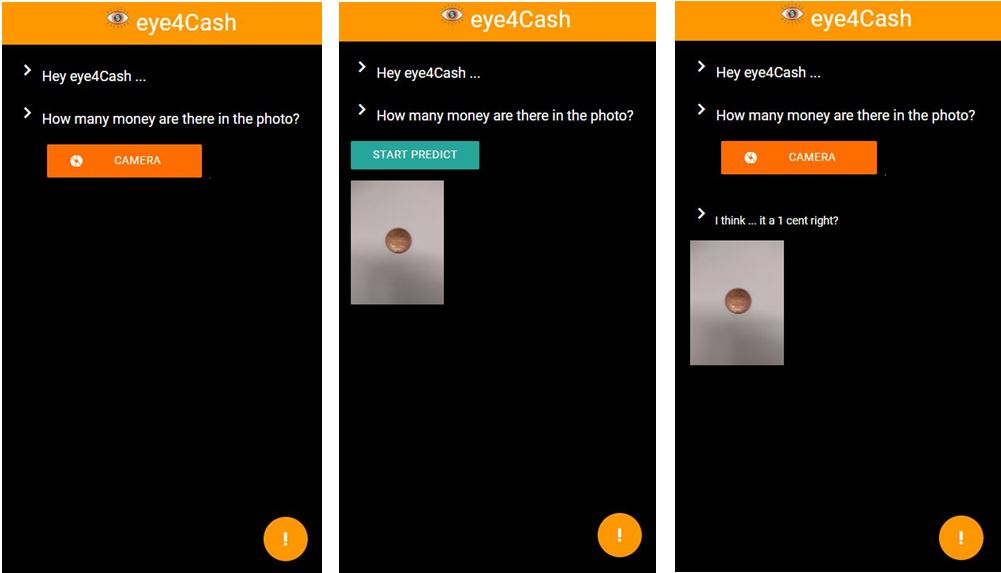 eye4Cash
Hey eye4Cash ...
How many money are there in the photo?
CAMERA
!
eye4Cash
Hey eye4Cash ...
How many money are there in the photo?
START PREDICT
!
eye4Cash
Hey eye4Cash ...
How many money are there in the photo?
CAMERA
I think ... it a 1 cent right?
!